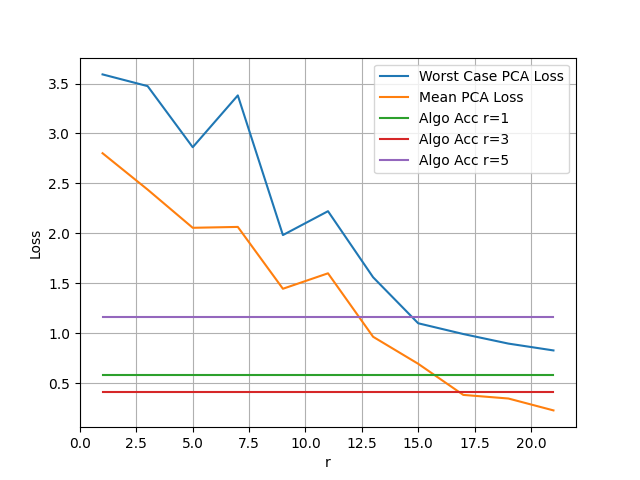 Worst Case PCA Loss
Mean PCA Loss
Algo Acc r=1
Algo Acc r=3
Algo Acc r=5
Loss
3.5
3.0
2.5
2.0
1.5
1.0
0.5
0.0 2.5 5.0 7.5 10.0 12.5 15.0 17.5 20.0
r